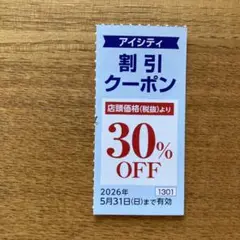 アイシティ
割引
クーポン
店頭価格(税抜)より
30%
OFF
2026年 1301
5月31日(日)まで有効